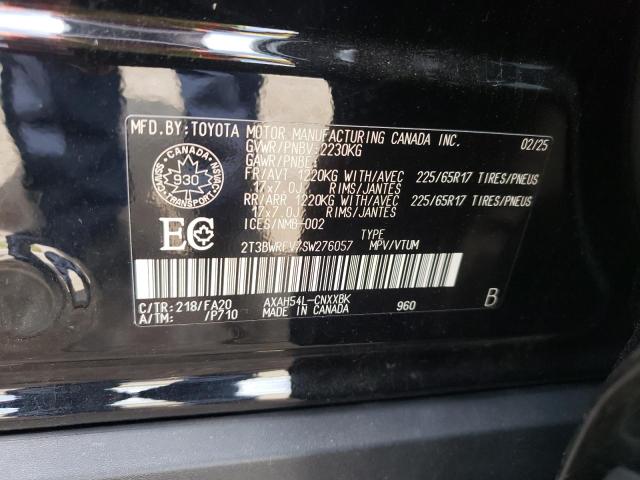 MFD.BY:TOYOTA MOTOR MANUFACTURING CANADA INC. 02/25
GVWR/PNBV:2230KG
GAWR/PNBE:
FR/AVT 1220KG WITH/AVEC 225/65R17 TIRES/PNEUS
17x7.0J RIMS/JANTES
RR/ARR 1220KG WITH/AVEC 225/65R17 TIRES/PNEUS
17x7.0J RIMS/JANTES
ICES/NMB-002
TYPE
2T3BWRFV7SW276057 MPV/VTUM
CANADA
930
TRANSPORT
CMVSS
NSVAC
EC
C/TR:218/FA20 AXAH54L-CNXXBK 960 B
A/TM: /P710 MADE IN CANADA